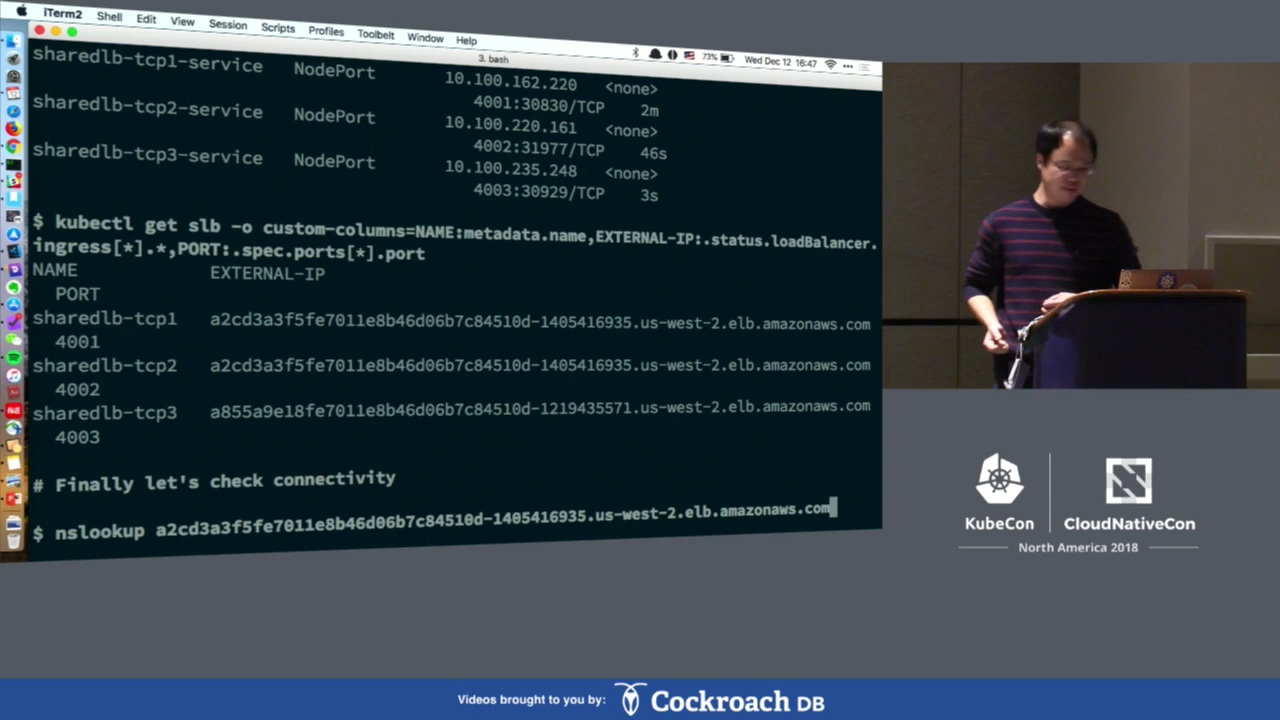 iTerm2 Shell Edit View Session Scripts Profiles Toolbelt Window Help
73% Wed Dec 12 16:47
3. bash
sharedlb-tcp1-service NodePort 10.100.162.220 <none>
4001:30830/TCP 2m
sharedlb-tcp2-service NodePort 10.100.220.161 <none>
4002:31977/TCP 46s
sharedlb-tcp3-service NodePort 10.100.235.248 <none>
4003:30929/TCP 3s
$ kubectl get slb -o custom-columns=NAME:metadata.name,EXTERNAL-IP:.status.loadBalancer.
ingress[*].*,PORT:.spec.ports[*].port
NAME EXTERNAL-IP
PORT
sharedlb-tcp1 a2cd3a3f5fe7011e8b46d06b7c84510d-1405416935.us-west-2.elb.amazonaws.com
4001
sharedlb-tcp2 a2cd3a3f5fe7011e8b46d06b7c84510d-1405416935.us-west-2.elb.amazonaws.com
4002
sharedlb-tcp3 a855a9e18fe7011e8b46d06b7c84510d-1219435571.us-west-2.elb.amazonaws.com
4003
# Finally let's check connectivity
$ nslookup a2cd3a3f5fe7011e8b46d06b7c84510d-1405416935.us-west-2.elb.amazonaws.com
KubeCon CloudNativeCon
North America 2018
Videos brought to you by: Cockroach DB